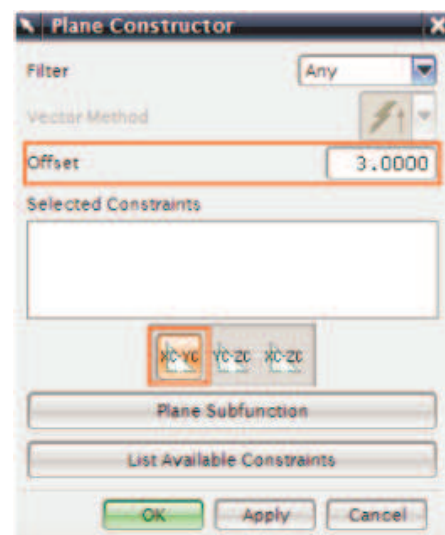 Plane Constructor
Filter Any
Vector Method
Offset 3.0000
Selected Constraints
XC-YC YC-ZC XC-ZC
Plane Subfunction
List Available Constraints
OK Apply Cancel